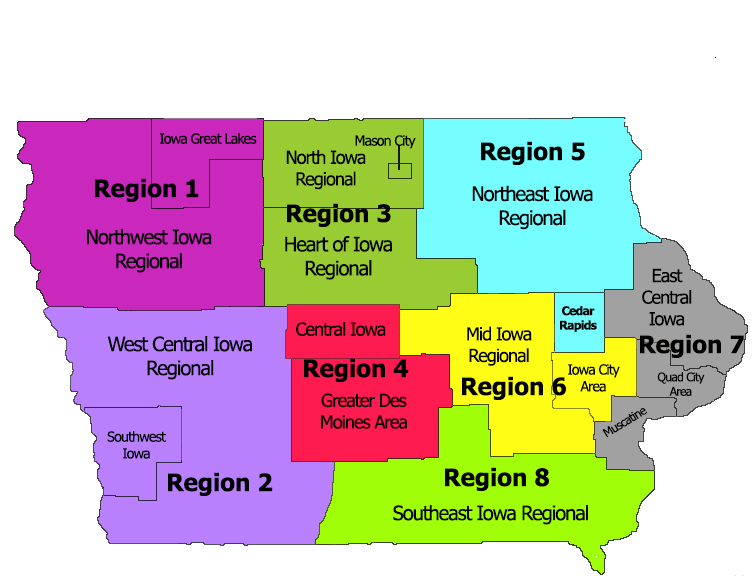 Iowa Great Lakes
Region 1
Northwest Iowa
Regional
Mason City
North Iowa
Regional
Region 3
Heart of Iowa
Regional
Region 5
Northeast Iowa
Regional
Cedar
Rapids
East
Central
Iowa
Region 7
Quad City
Area
Muscatine
West Central Iowa
Regional
Southwest
Iowa
Region 2
Central Iowa
Region 4
Greater Des
Moines Area
Mid Iowa
Regional
Region 6
Iowa City
Area
Region 8
Southeast Iowa Regional